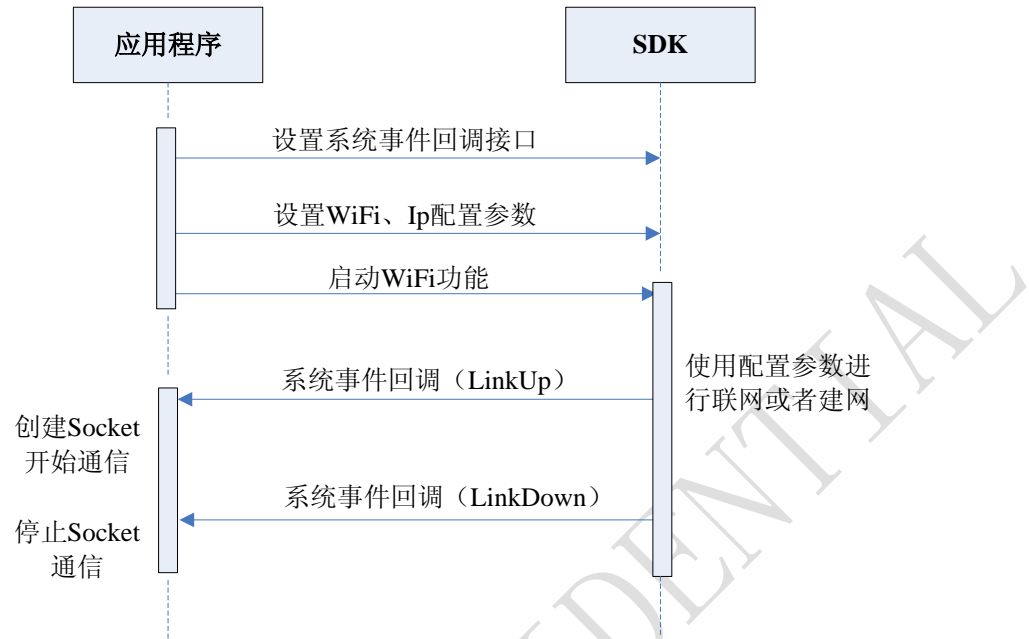 应用程序
SDK
设置系统事件回调接口
设置WiFi、Ip配置参数
启动WiFi功能
使用配置参数进
行联网或者建网
系统事件回调（LinkUp）
创建Socket
开始通信
系统事件回调（LinkDown）
停止Socket
通信
DENTIAL